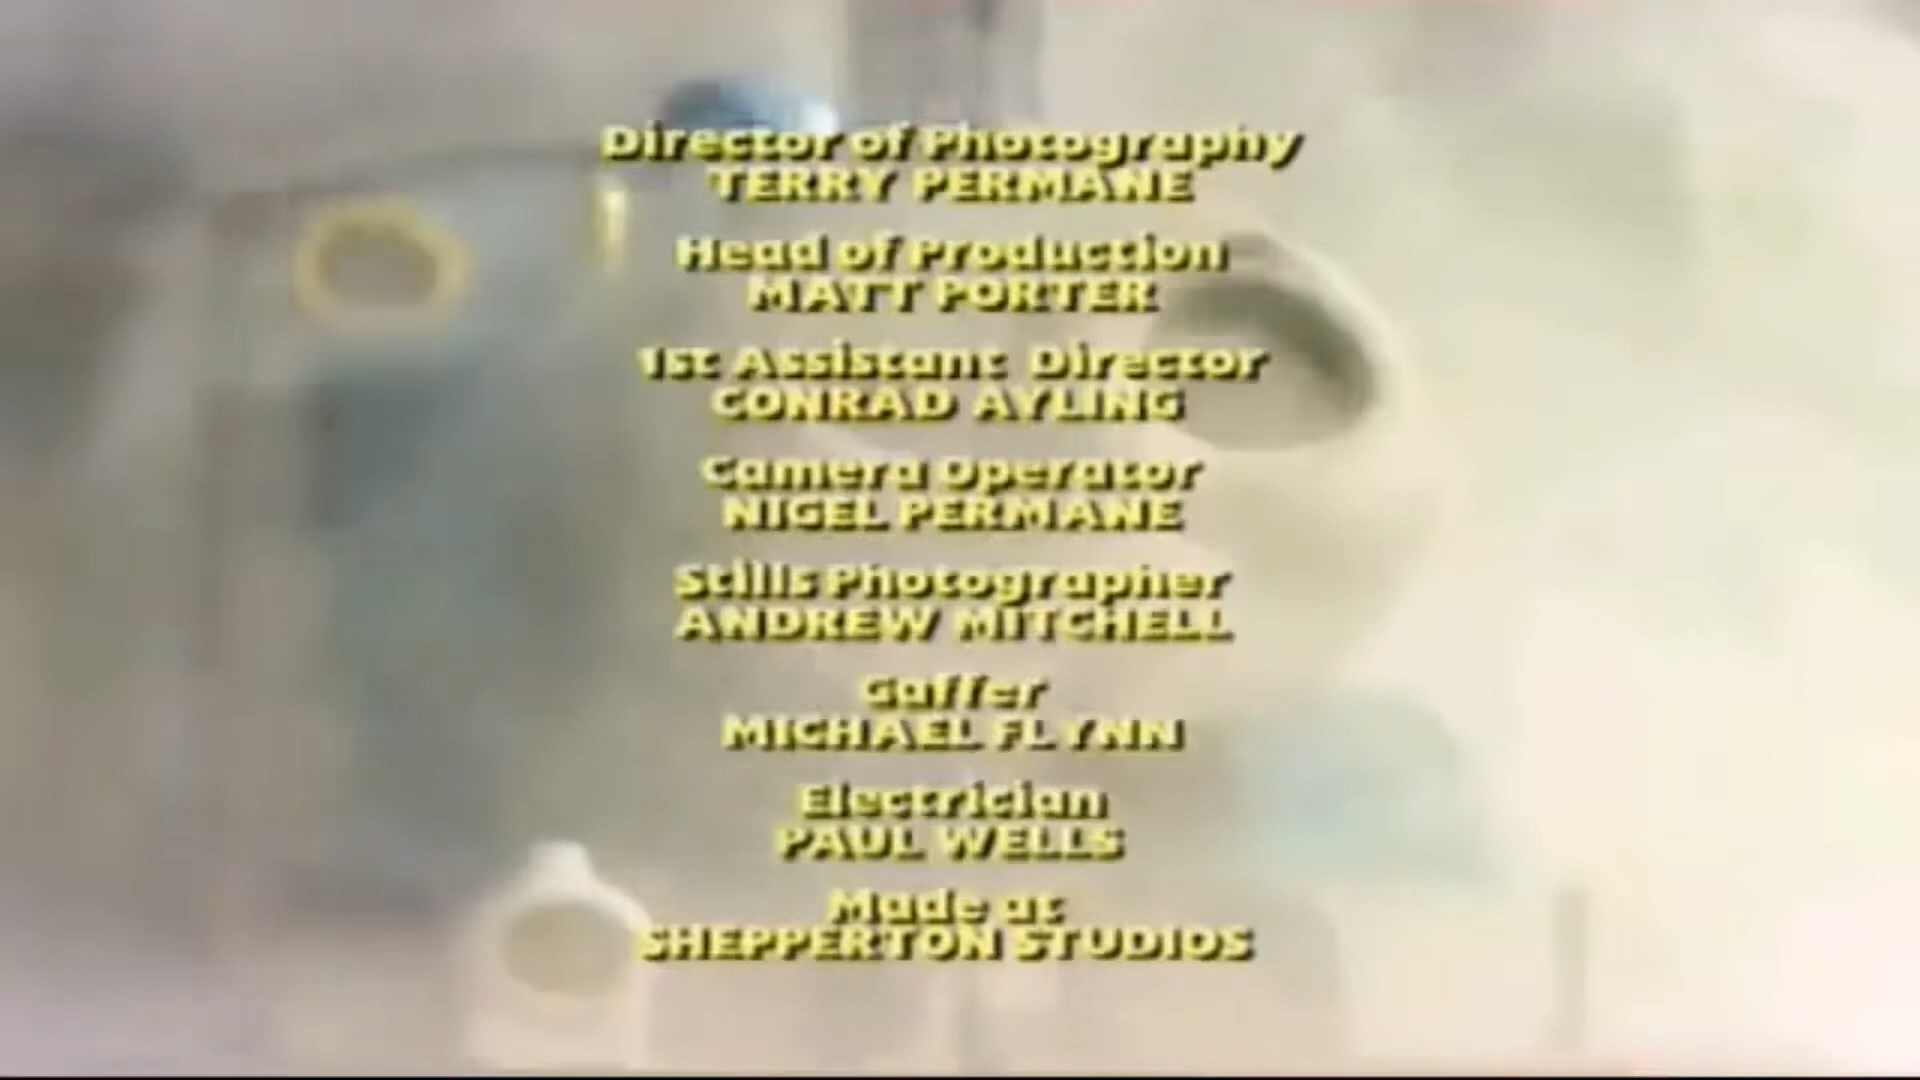 Director of Photography
TERRY PERMANE
Head of Production
MATT PORTER
1st Assistant Director
CONRAD AYLING
Camera Operator
NIGEL PERMANE
Stills Photographer
ANDREW MITCHELL
Gaffer
MICHAEL FLYNN
Electrician
PAUL WELLS
Made at
SHEPPERTON STUDIOS